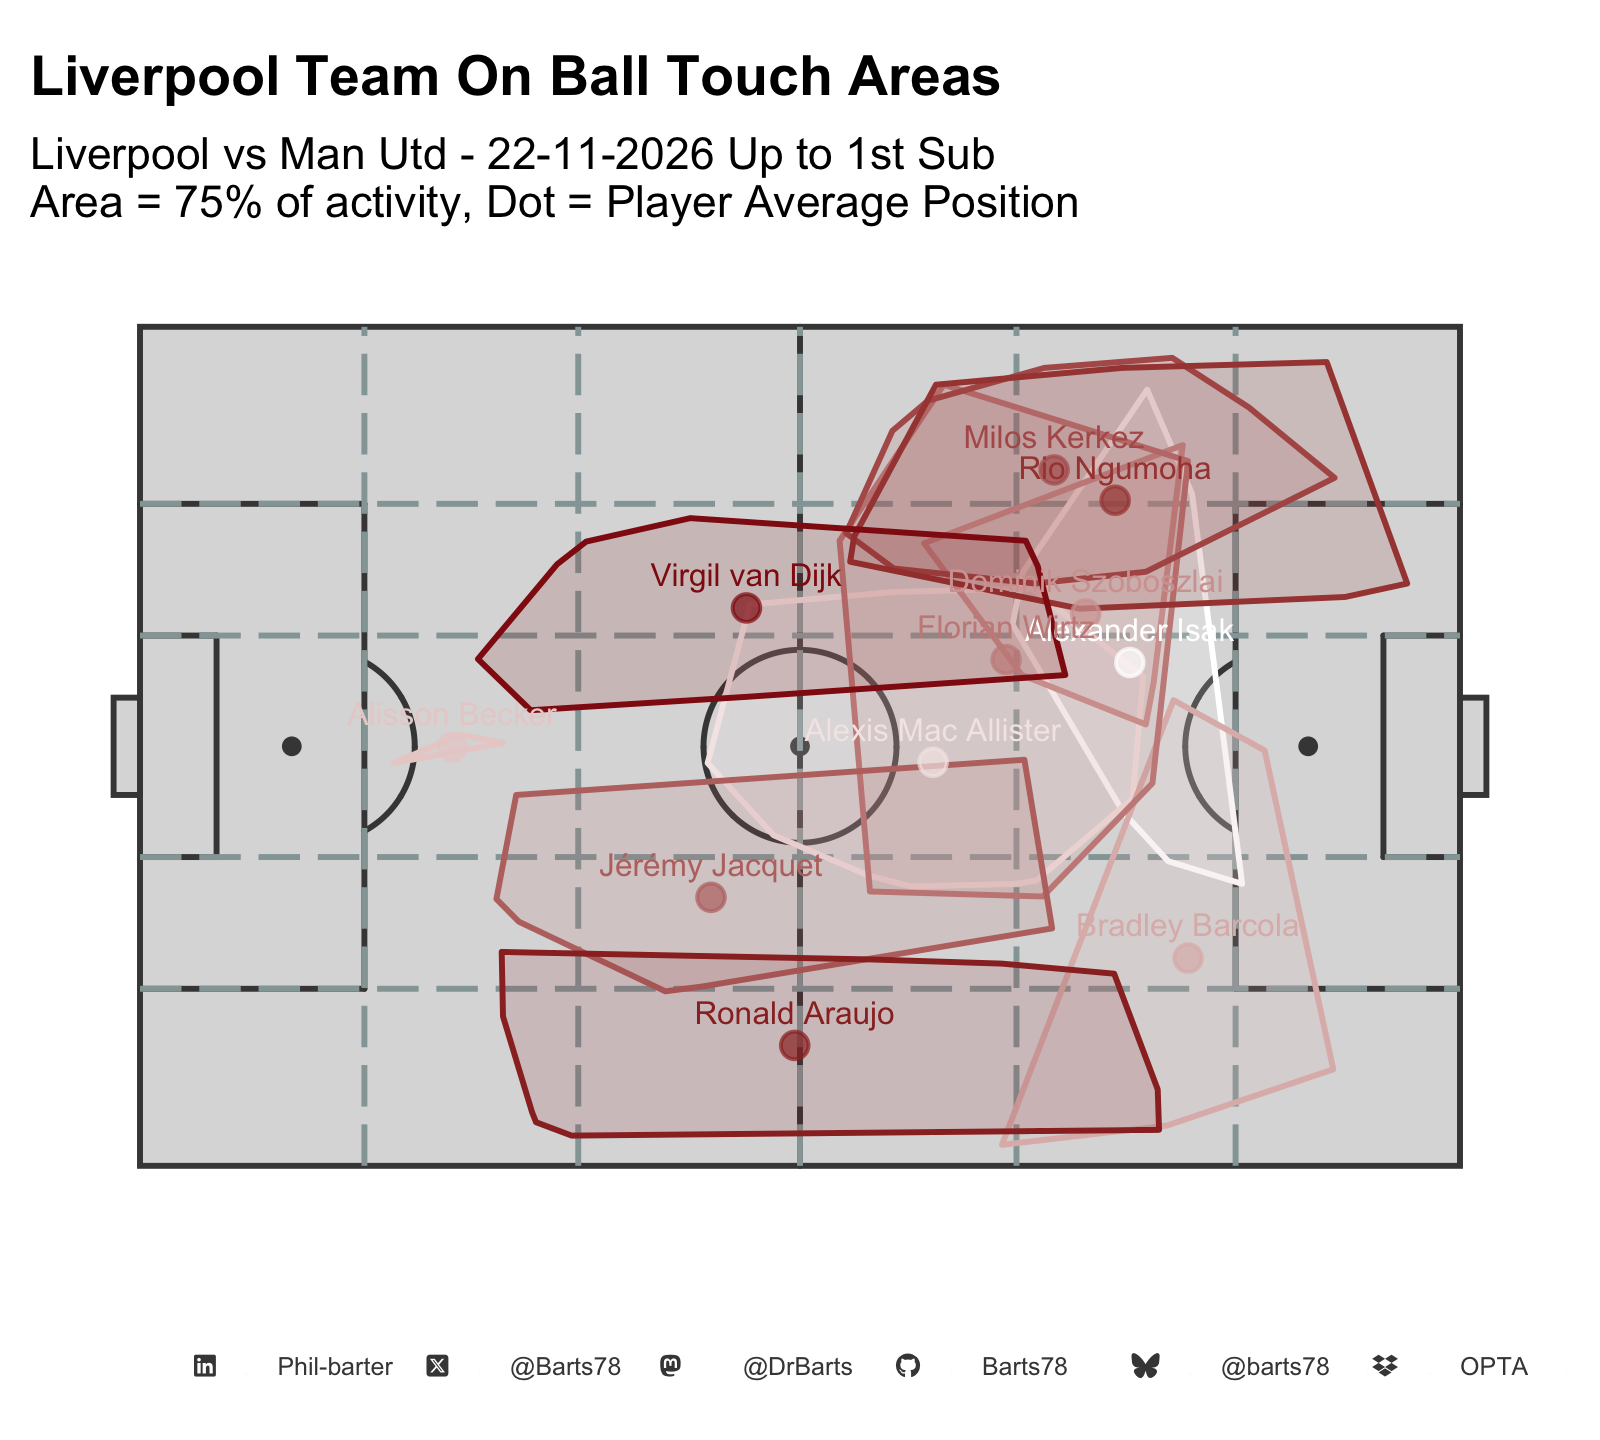 Liverpool Team On Ball Touch Areas
Liverpool vs Man Utd - 22-11-2026 Up to 1st Sub
Area = 75% of activity, Dot = Player Average Position
Milos Kerkez
Rio Ngumoha
Virgil van Dijk
Dominik Szoboszlai
Florian Wirtz
Alexander Isak
Alisson Becker
Alexis Mac Allister
Jérémy Jacquet
Bradley Barcola
Ronald Araujo
Phil-barter
@Barts78
@DrBarts
Barts78
@barts78
OPTA